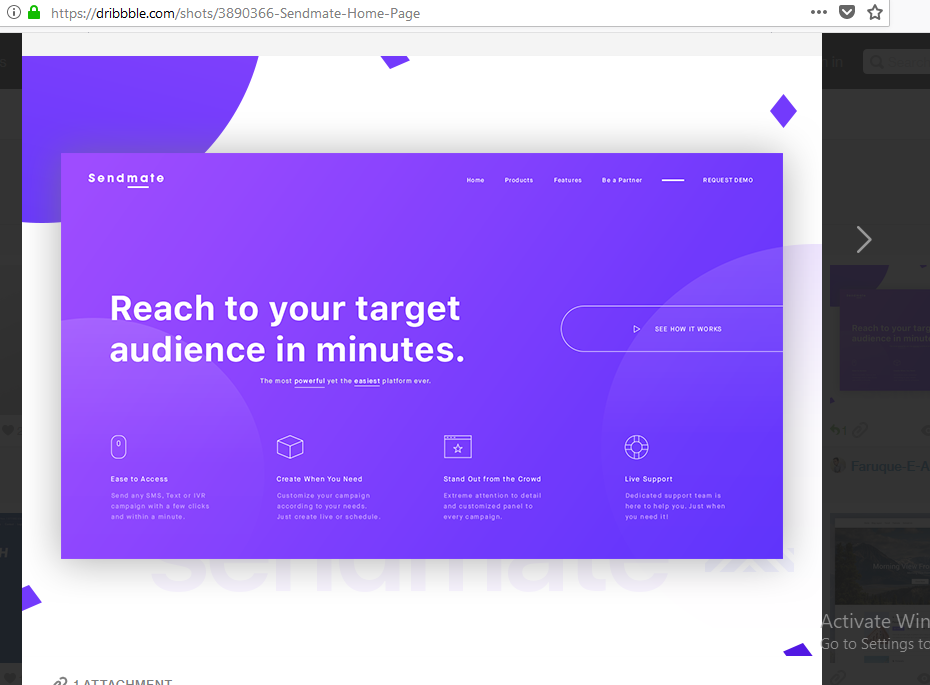 https://dribbble.com/shots/3890366-Sendmate-Home-Page
Sendmate
Home
Products
Features
Be a Partner
REQUEST DEMO
Reach to your target
audience in minutes.
SEE HOW IT WORKS
The most powerful yet the easiest platform ever.
Ease to Access
Send any SMS, Text or IVR
campaign with a few clicks
and within a minute.
Create When You Need
Customize your campaign
according to your needs.
Just create live or schedule.
Stand Out from the Crowd
Extreme attention to detail
and customized panel to
every campaign.
Live Support
Dedicated support team is
here to help you. Just when
you need it!
sendmate
Reach to your targ
audience in minute
Faruque-E-A
Activate Win
Go to Settings to
1 ATTACHMENT